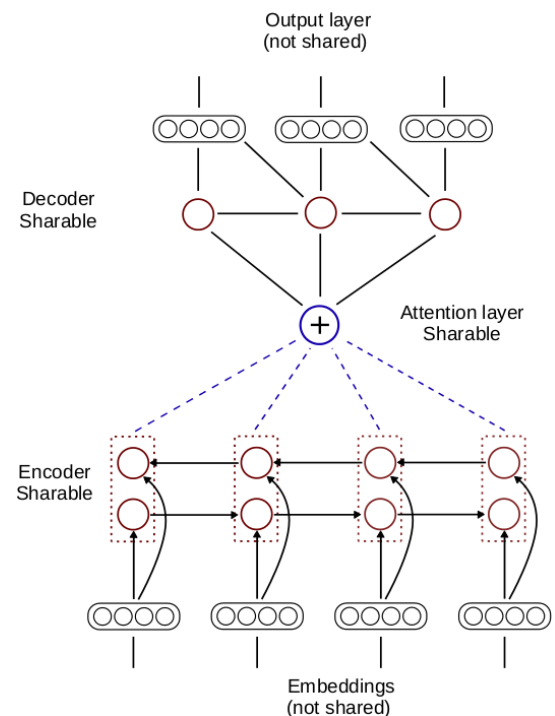 Output layer
(not shared)
Decoder
Sharable
+
Attention layer
Sharable
Encoder
Sharable
Embeddings
(not shared)